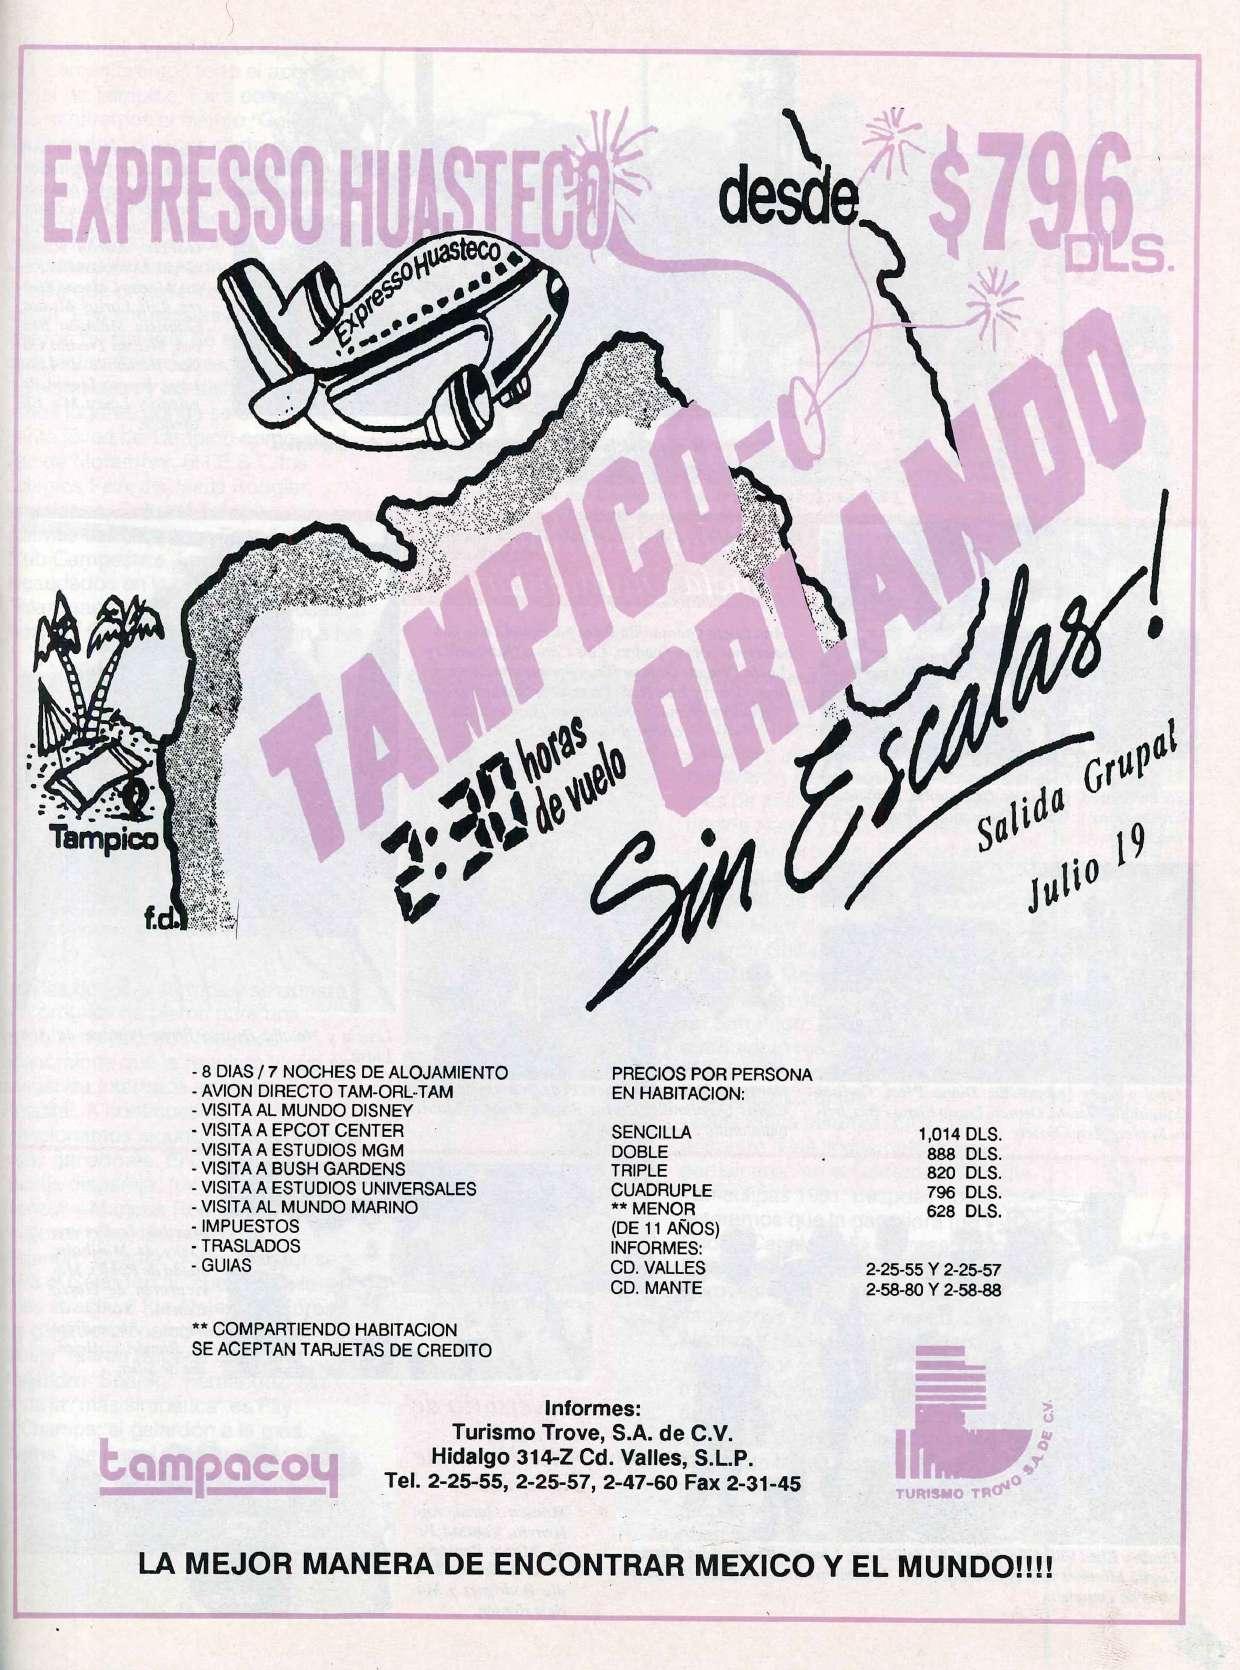 EXPRESSO HUASTECO
desde
$796
DLS.
Expresso Huasteco
TAMPICO-
ORLANDO
2:30 horas
de vuelo
Sin Escalas!
Salida Grupal
Julio 19
Tampico
f.d.
- 8 DIAS / 7 NOCHES DE ALOJAMIENTO
- AVION DIRECTO TAM-ORL-TAM
- VISITA AL MUNDO DISNEY
- VISITA A EPCOT CENTER
- VISITA A ESTUDIOS MGM
- VISITA A BUSH GARDENS
- VISITA A ESTUDIOS UNIVERSALES
- VISITA AL MUNDO MARINO
- IMPUESTOS
- TRASLADOS
- GUIAS
** COMPARTIENDO HABITACION
SE ACEPTAN TARJETAS DE CREDITO
PRECIOS POR PERSONA
EN HABITACION:
SENCILLA 1,014 DLS.
DOBLE 888 DLS.
TRIPLE 820 DLS.
CUADRUPLE 796 DLS.
** MENOR 628 DLS.
(DE 11 AÑOS)
INFORMES:
CD. VALLES 2-25-55 Y 2-25-57
CD. MANTE 2-58-80 Y 2-58-88
tampacoy
Informes:
Turismo Trove, S.A. de C.V.
Hidalgo 314-Z Cd. Valles, S.L.P.
Tel. 2-25-55, 2-25-57, 2-47-60 Fax 2-31-45
TURISMO TROVO S.A. DE C.V.
LA MEJOR MANERA DE ENCONTRAR MEXICO Y EL MUNDO!!!!